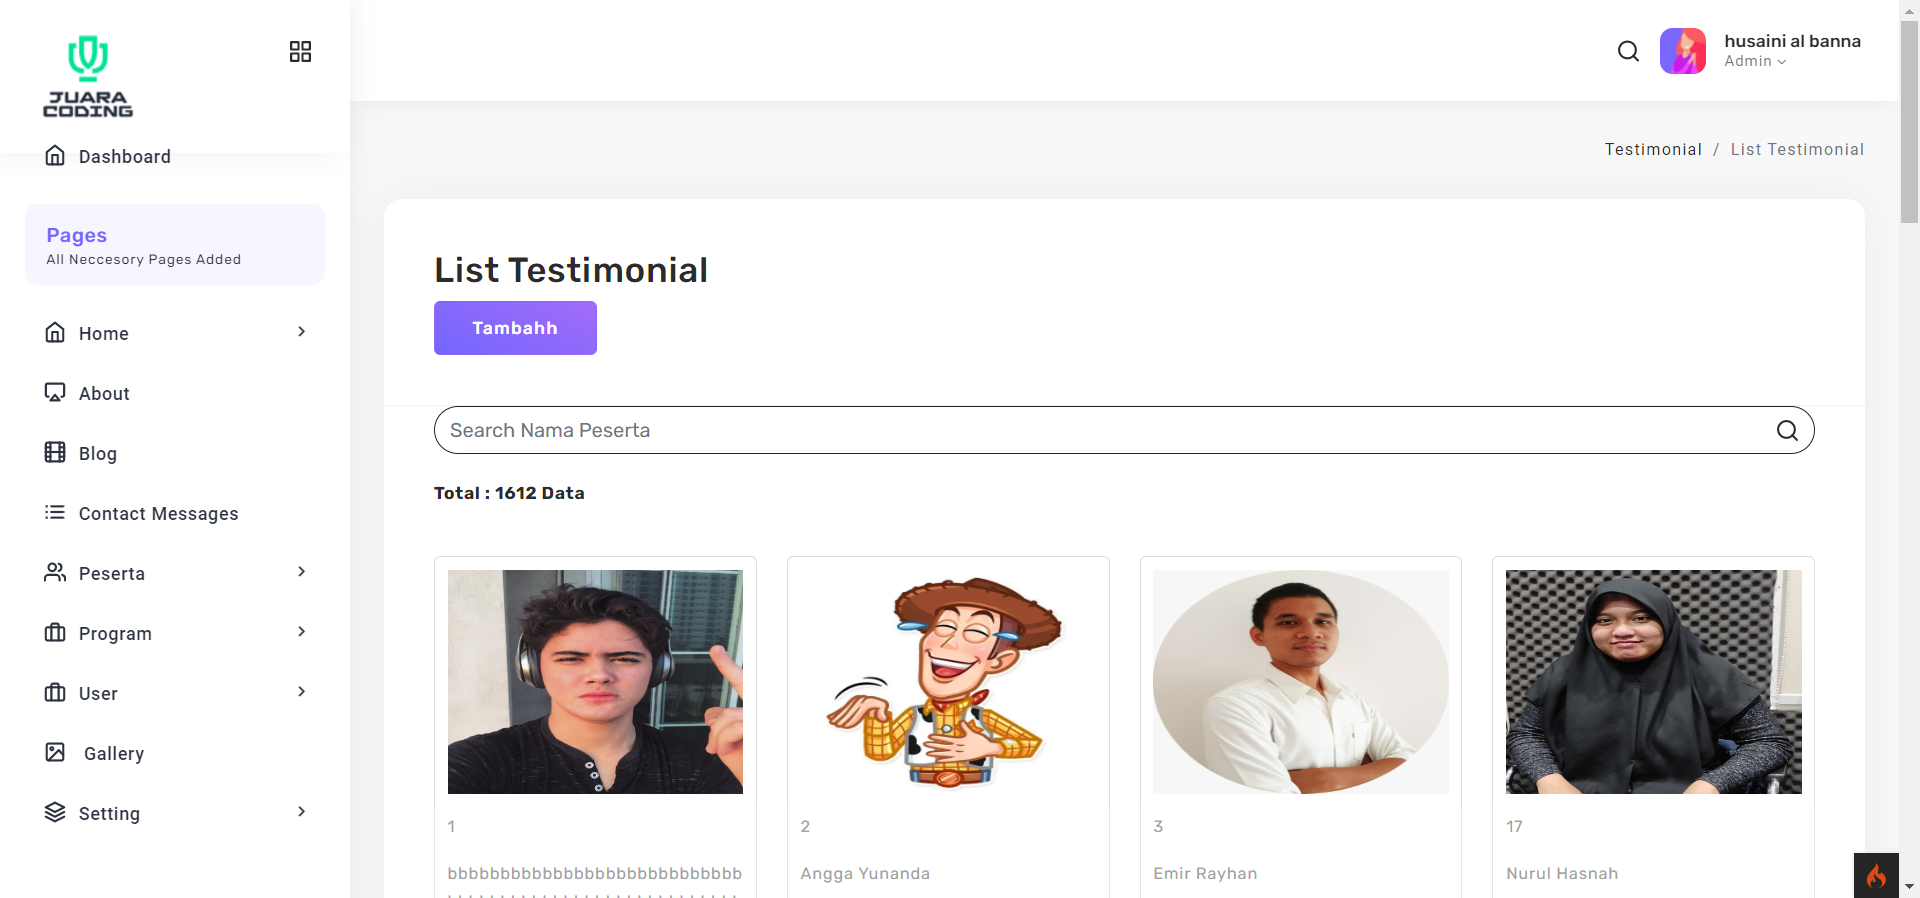 JUARA
CODING
husaini al banna
Admin
Testimonial / List Testimonial
Dashboard
Pages
All Neccesory Pages Added
Home
About
Blog
Contact Messages
Peserta
Program
User
Gallery
Setting
List Testimonial
Tambahh
Search Nama Peserta
Total : 1612 Data
1
bbbbbbbbbbbbbbbbbbbbbbbbbbbb
2
Angga Yunanda
3
Emir Rayhan
17
Nurul Hasnah